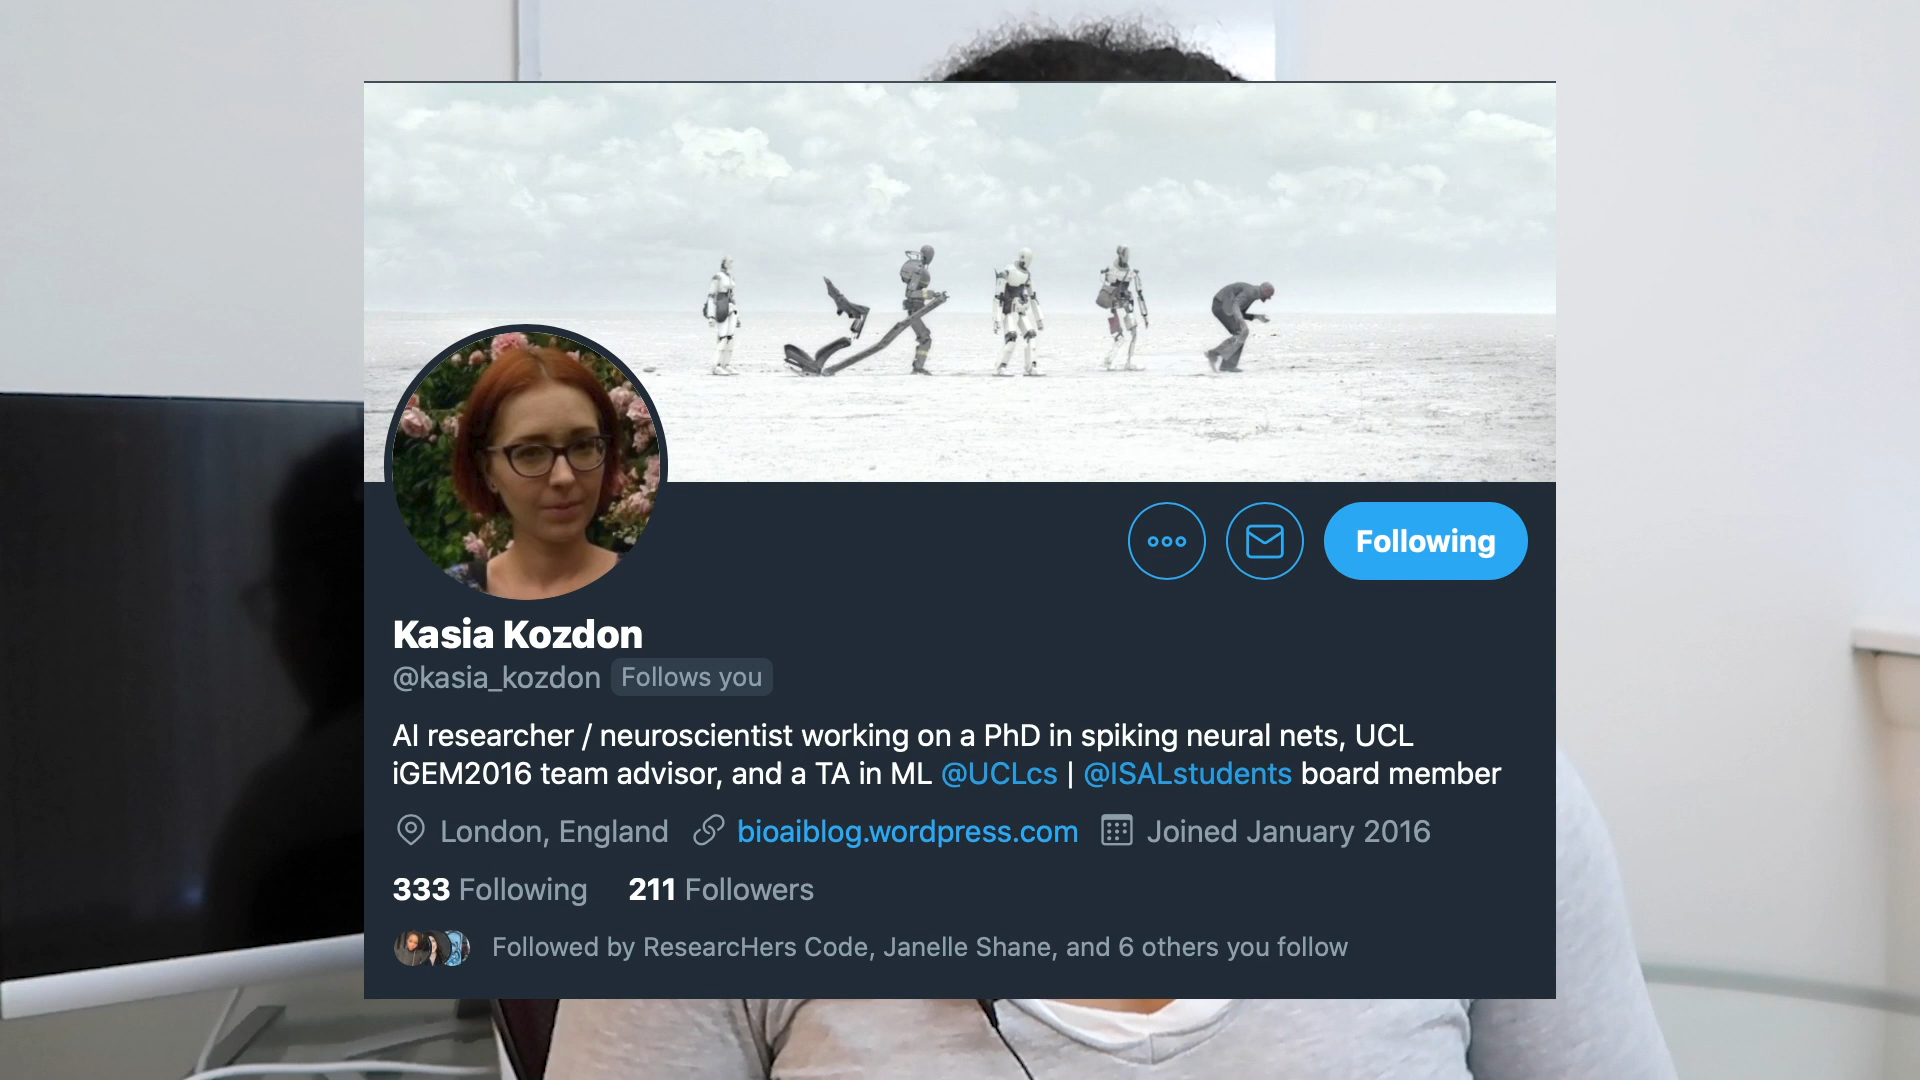 Following
Kasia Kozdon
@kasia_kozdon Follows you
AI researcher / neuroscientist working on a PhD in spiking neural nets, UCL
iGEM2016 team advisor, and a TA in ML @UCLcs | @ISALstudents board member
London, England bioaiblog.wordpress.com Joined January 2016
333 Following 211 Followers
Followed by ResearcHers Code, Janelle Shane, and 6 others you follow